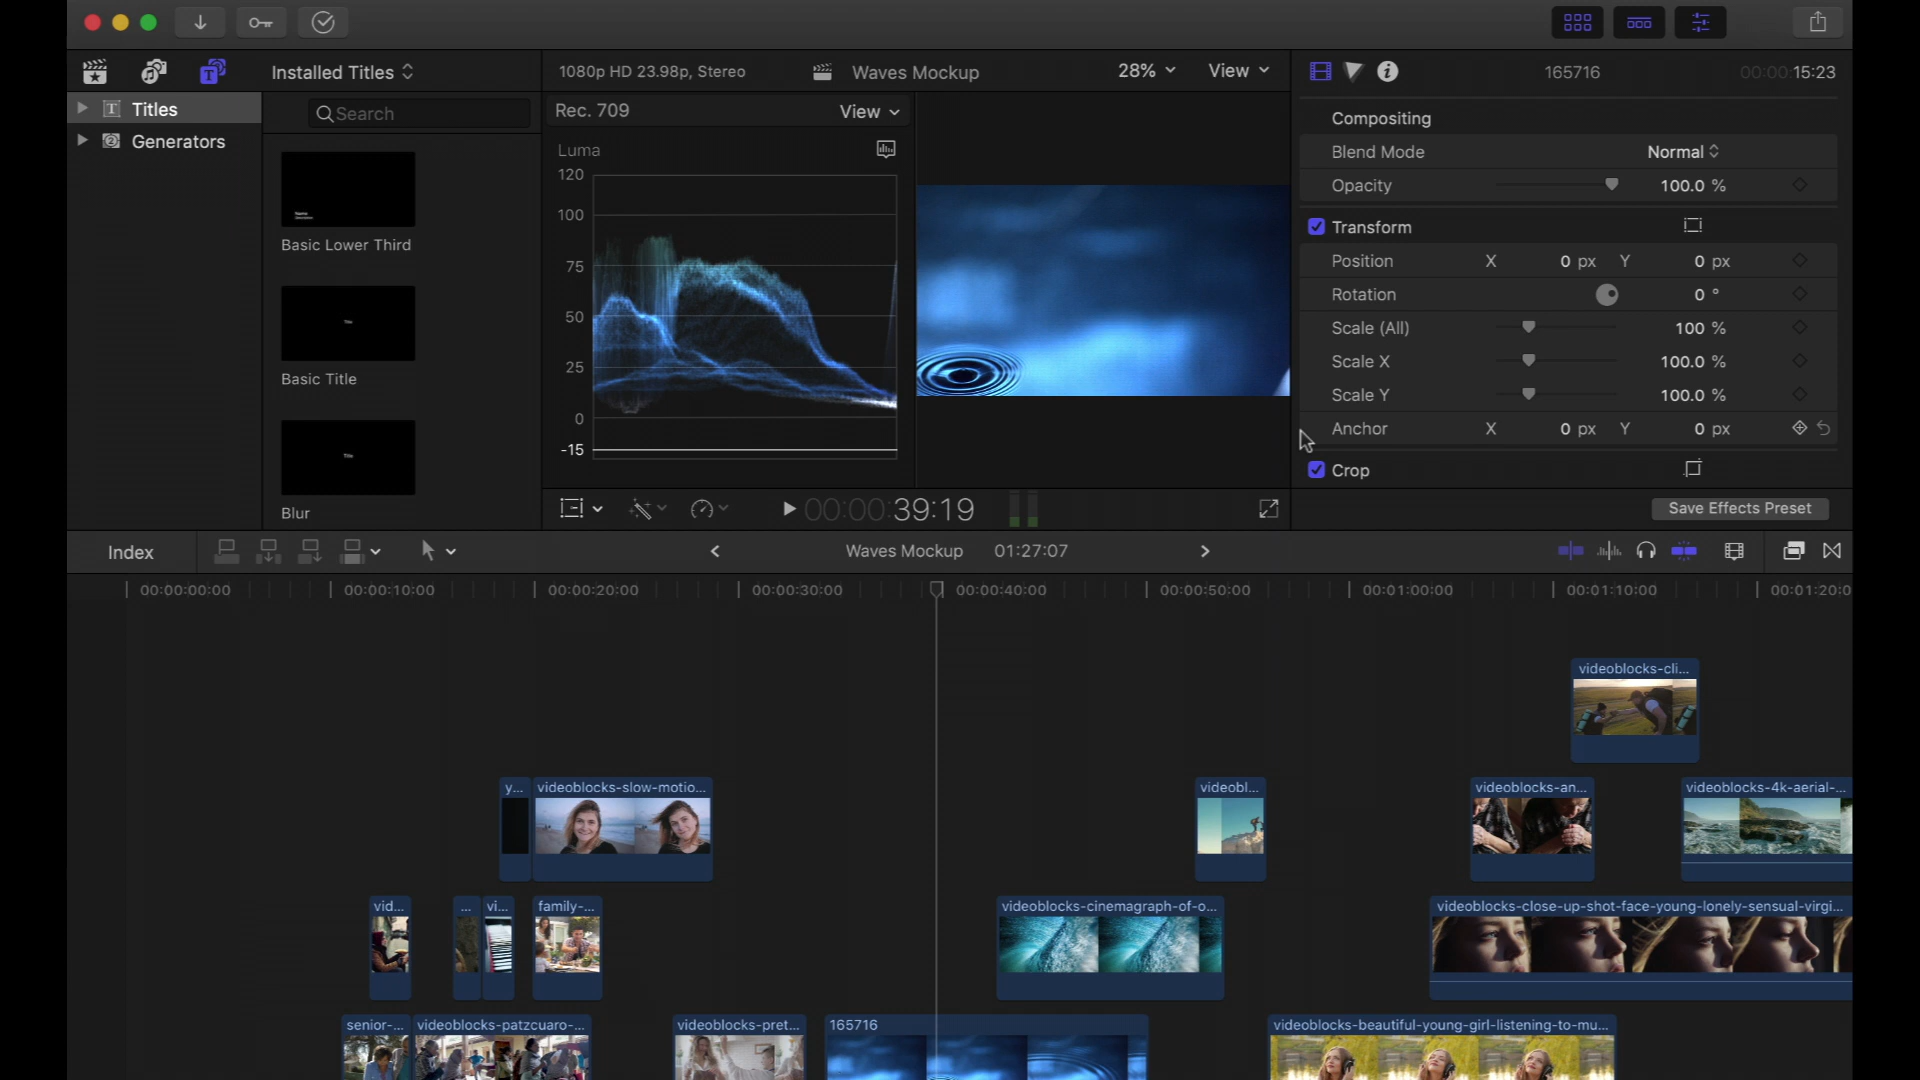 Installed Titles
1080p HD 23.98p, Stereo
Waves Mockup
28%
View
165716
00:00:15:23
Titles
Generators
Search
Basic Lower Third
Basic Title
Blur
Rec. 709
View
Luma
120
100
75
50
25
0
-15
Compositing
Blend Mode
Normal
Opacity
100.0 %
Transform
Position X 0 px Y 0 px
Rotation 0 °
Scale (All) 100 %
Scale X 100.0 %
Scale Y 100.0 %
Anchor X 0 px Y 0 px
Crop
00:00:39:19
Save Effects Preset
Index
Waves Mockup
01:27:07
00:00:00:00
00:00:10:00
00:00:20:00
00:00:30:00
00:00:40:00
00:00:50:00
00:01:00:00
00:01:10:00
00:01:20:0
videoblocks-cli...
y...
videoblocks-slow-motio...
videobl...
videoblocks-an...
videoblocks-4k-aerial-...
vid...
...
vi...
family-...
videoblocks-cinemagraph-of-o...
videoblocks-close-up-shot-face-young-lonely-sensual-virgi...
senior-...
videoblocks-patzcuaro-...
videoblocks-pret...
165716
videoblocks-beautiful-young-girl-listening-to-mu...